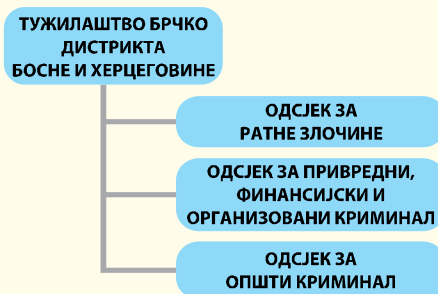 ТУЖИЛАШТВО БРЧКО
ДИСТРИКТА
БОСНЕ И ХЕРЦЕГОВИНЕ
ОДСЈЕК ЗА
РАТНЕ ЗЛОЧИНЕ
ОДСЈЕК ЗА ПРИВРЕДНИ,
ФИНАНСИЈСКИ И
ОРГАНИЗОВАНИ КРИМИНАЛ
ОДСЈЕК ЗА
ОПШТИ КРИМИНАЛ